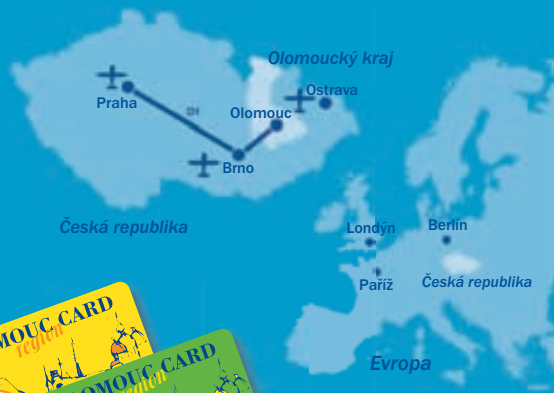 Olomoucký kraj
Praha
D1
Olomouc
Ostrava
Brno
Česká republika
Londýn
Berlín
Paříž
Česká republika
Evropa
MOUC CARD
region
OMOUC CARD
region